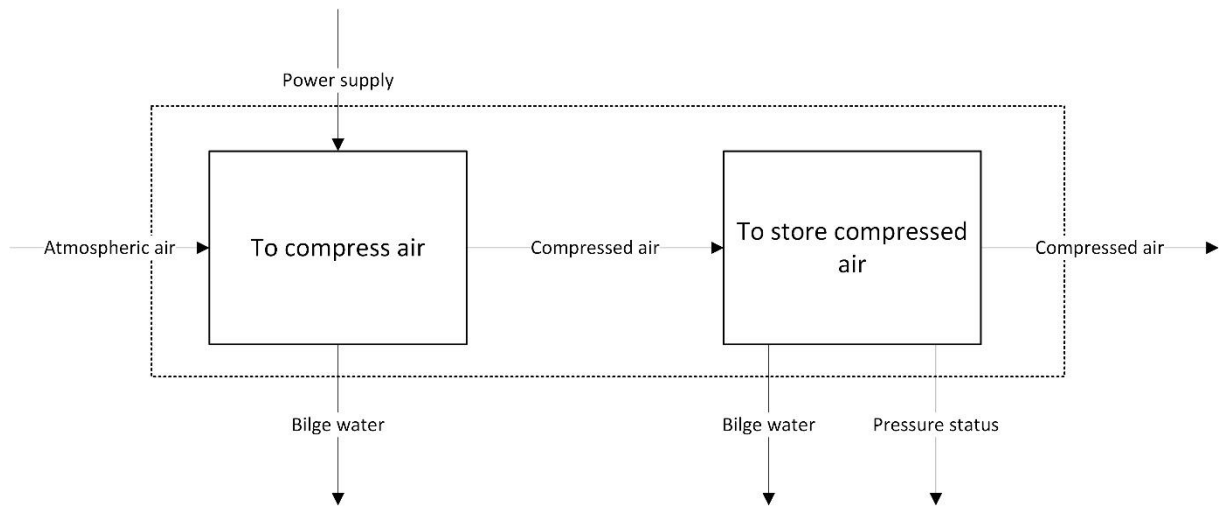 Power supply
Atmospheric air
To compress air
Compressed air
To store compressed
air
Compressed air
Bilge water
Bilge water
Pressure status